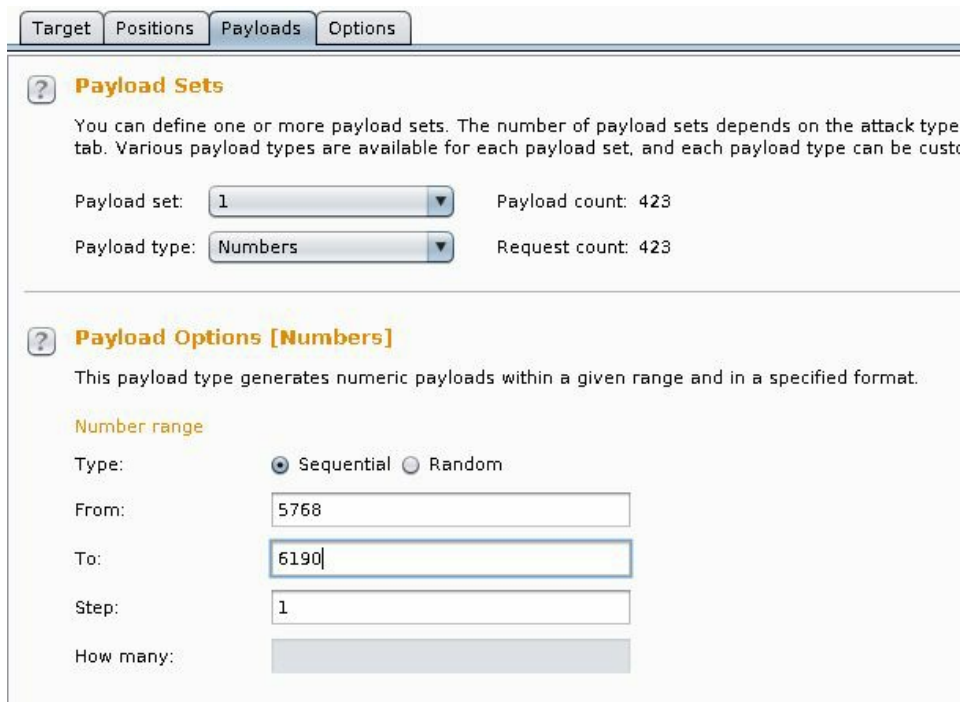 Target Positions Payloads Options
? Payload Sets
You can define one or more payload sets. The number of payload sets depends on the attack type
tab. Various payload types are available for each payload set, and each payload type can be custo
Payload set: 1 Payload count: 423
Payload type: Numbers Request count: 423
? Payload Options [Numbers]
This payload type generates numeric payloads within a given range and in a specified format.
Number range
Type: Sequential Random
From: 5768
To: 6190
Step: 1
How many: